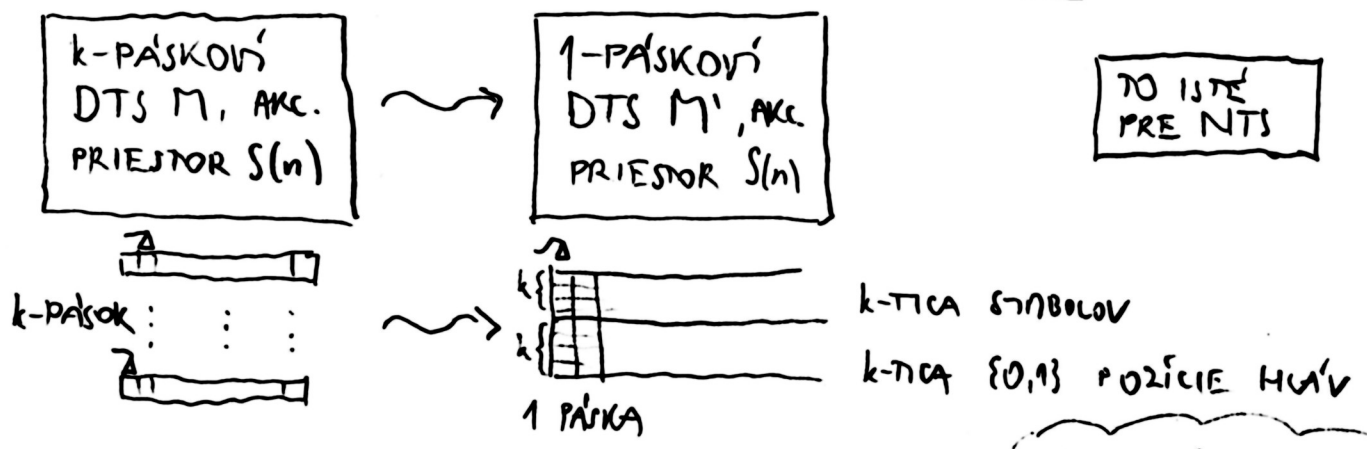 k-PÁSKOVÝ
DTS M, AKC.
PRIESTOR S(n)
1-PÁSKOVÝ
DTS M', AKC.
PRIESTOR S(n)
TO ISTÉ
PRE NTS
k-PÁSOK
k
k
k-TICA SYMBOLOV
k-TICA {0,1} POZÍCIE HLÁV
1 PÁSKA